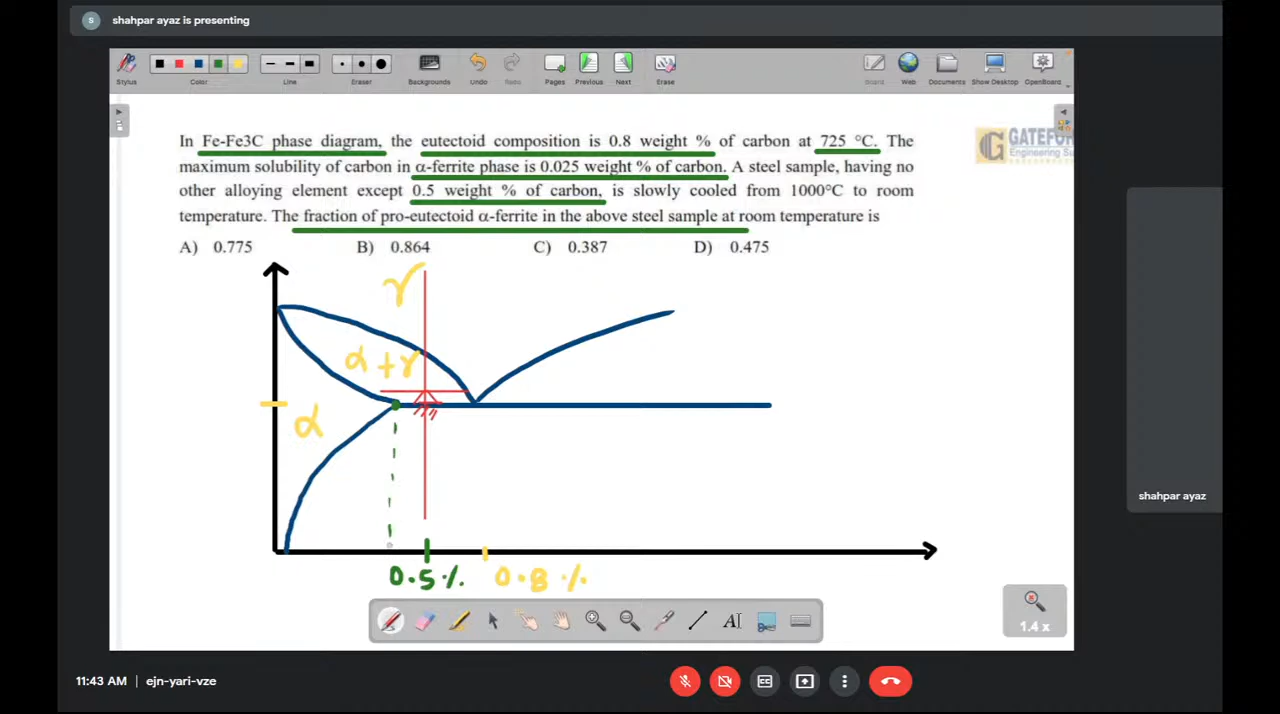 S shahpar ayaz is presenting
Stylus Color Line Eraser Backgrounds Undo Redo Pages Previous Next Erase Board Web Documents Show Desktop OpenBoard
In Fe-Fe3C phase diagram, the eutectoid composition is 0.8 weight % of carbon at 725 °C. The
GATEFOR
maximum solubility of carbon in α-ferrite phase is 0.025 weight % of carbon. A steel sample, having no
Engineering Su
other alloying element except 0.5 weight % of carbon, is slowly cooled from 1000°C to room
temperature. The fraction of pro-eutectoid α-ferrite in the above steel sample at room temperature is
A) 0.775 B) 0.864 C) 0.387 D) 0.475
γ
α + γ
α
0.5 % 0.8 %
shahpar ayaz
1.4 x
11:43 AM | ejn-yari-vze